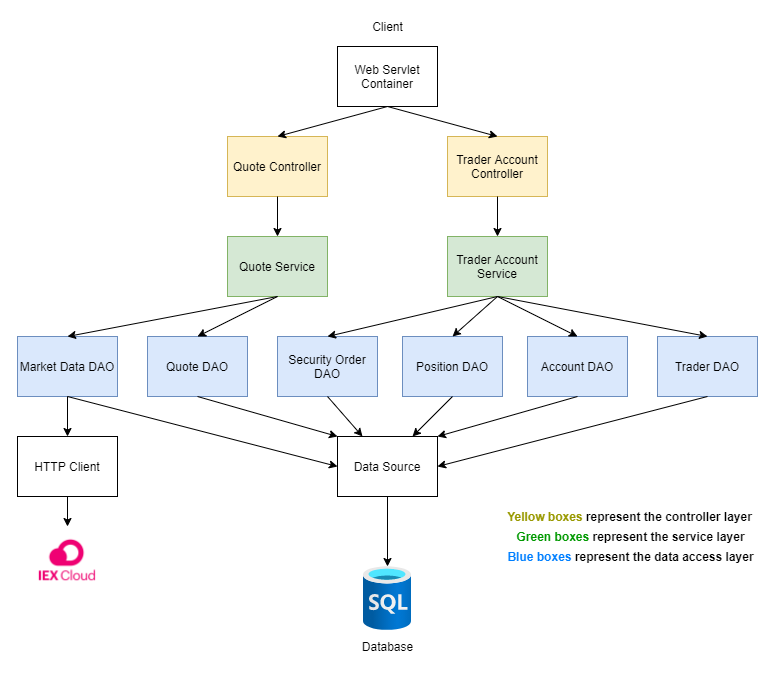 Client
Web Servlet
Container
Quote Controller
Trader Account
Controller
Quote Service
Trader Account
Service
Market Data DAO
Quote DAO
Security Order
DAO
Position DAO
Account DAO
Trader DAO
HTTP Client
Data Source
Yellow boxes represent the controller layer
Green boxes represent the service layer
Blue boxes represent the data access layer
IEX Cloud
SQL
Database